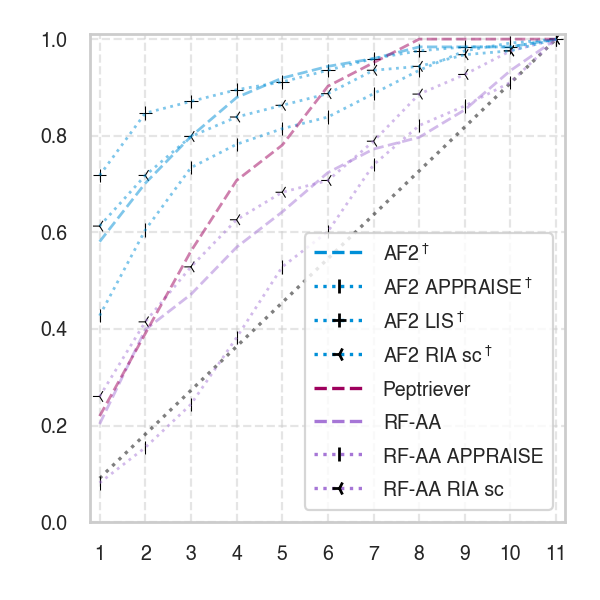 1.0
0.8
0.6
0.4
0.2
0.0
AF2†
AF2 APPRAISE†
AF2 LIS†
AF2 RIA sc†
Peptriever
RF-AA
RF-AA APPRAISE
RF-AA RIA sc
1 2 3 4 5 6 7 8 9 10 11